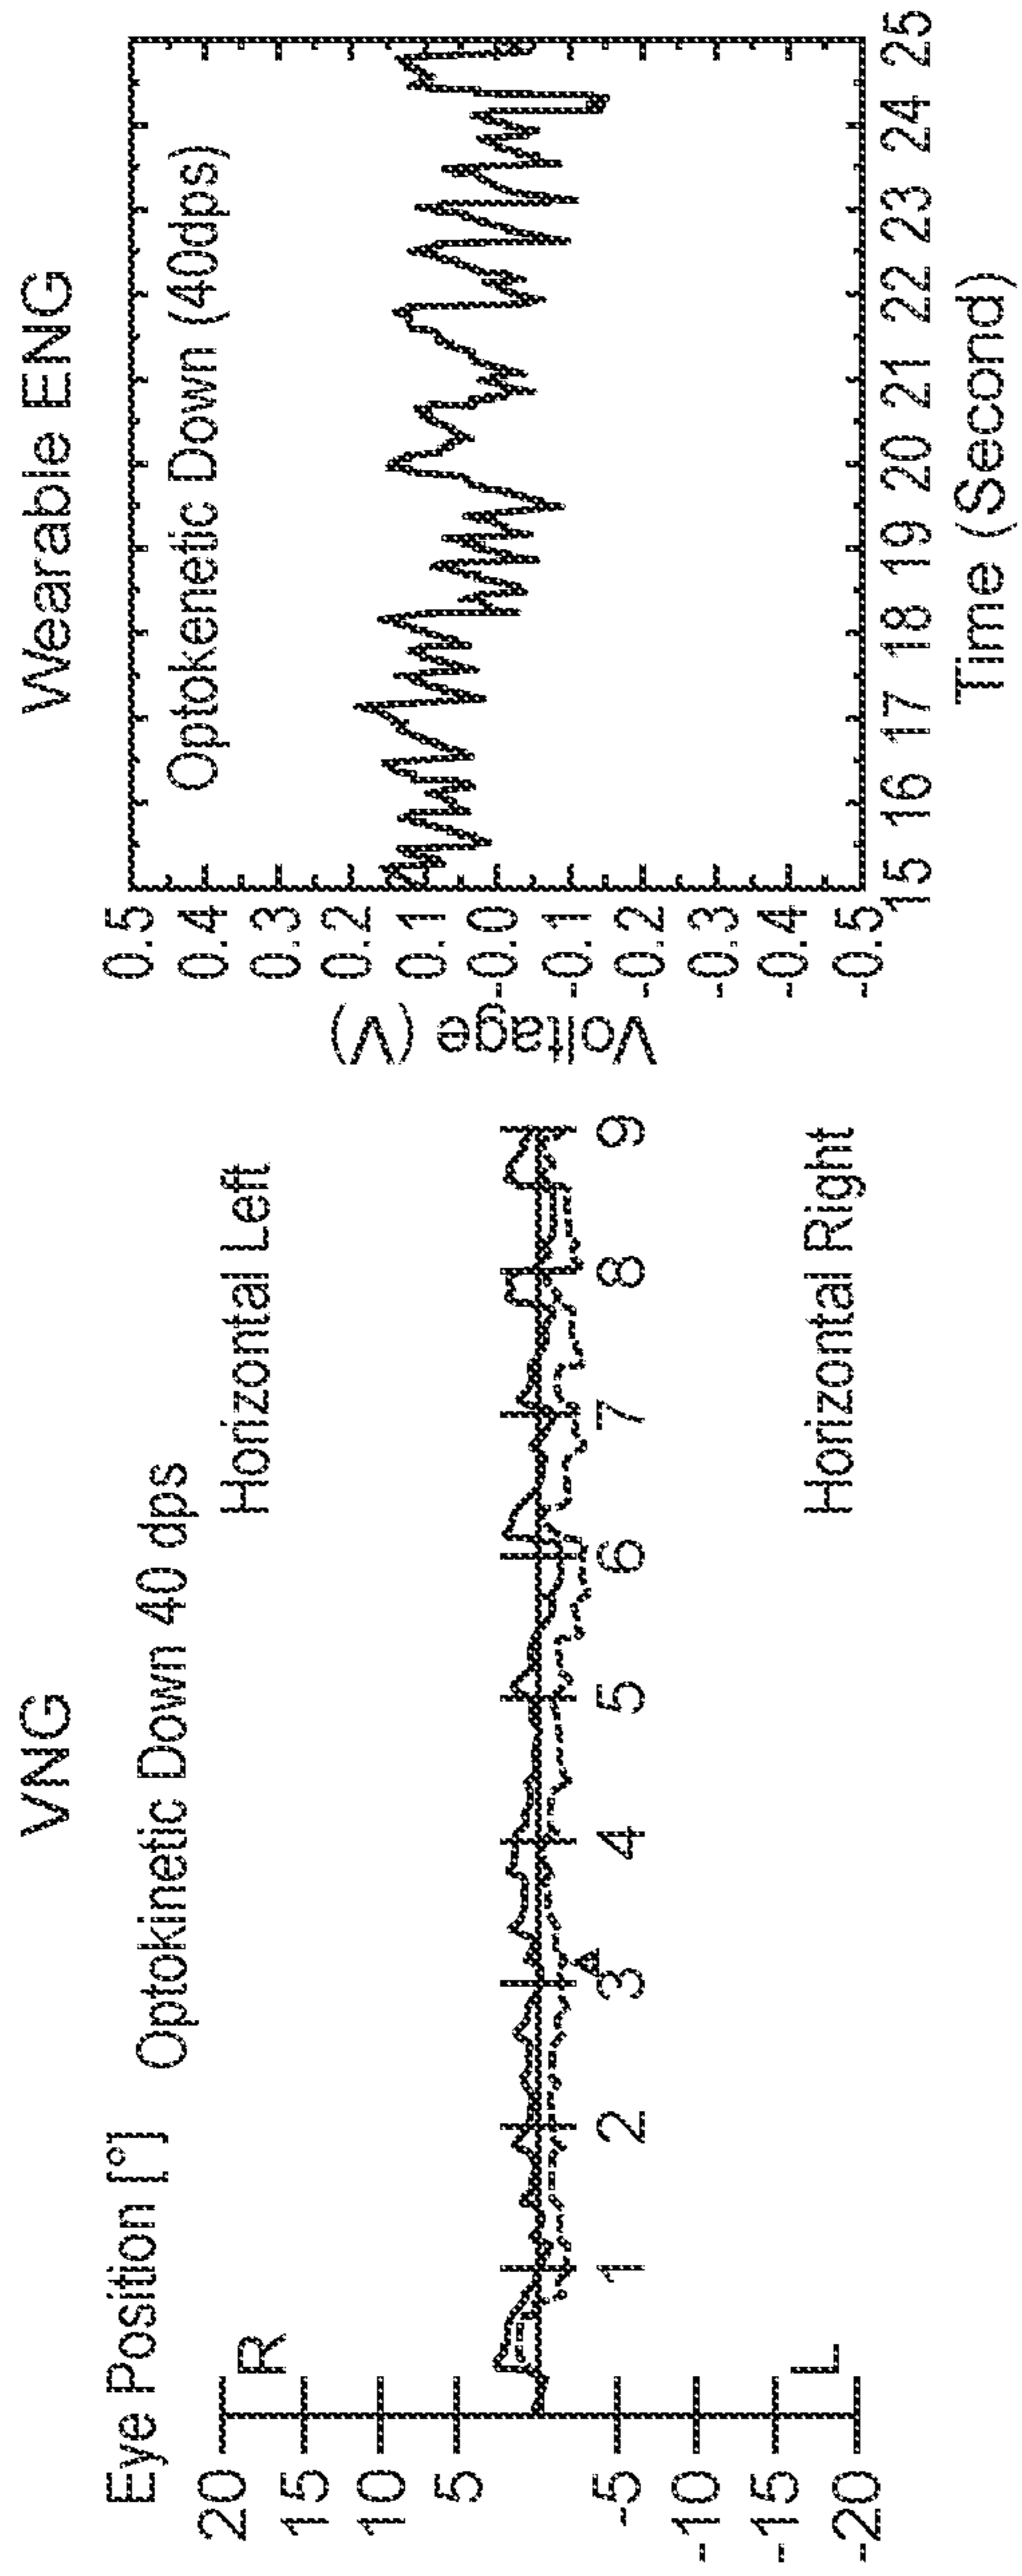 VNG
Eye Position [°]
Optokinetic Down 40 dps
R
Horizontal Left
20
15
10
5
-5
-10
-15
-20
1 2 3 4 5 6 7 8 9
L
Horizontal Right
Wearable ENG
Optokenetic Down (40dps)
Voltage (V)
0.5
0.4
0.3
0.2
0.1
-0.0
-0.1
-0.2
-0.3
-0.4
-0.5
15 16 17 18 19 20 21 22 23 24 25
Time (Second)